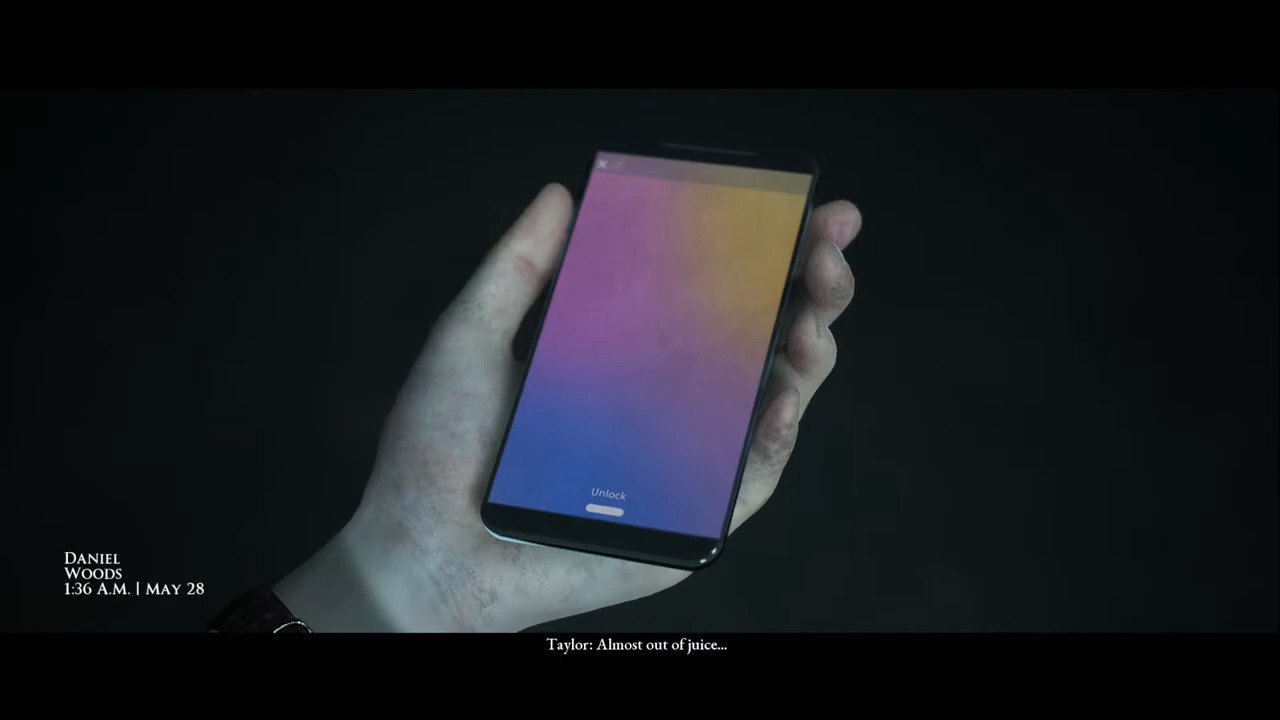 Unlock
DANIEL
WOODS
1:36 A.M. | MAY 28
Taylor: Almost out of juice...